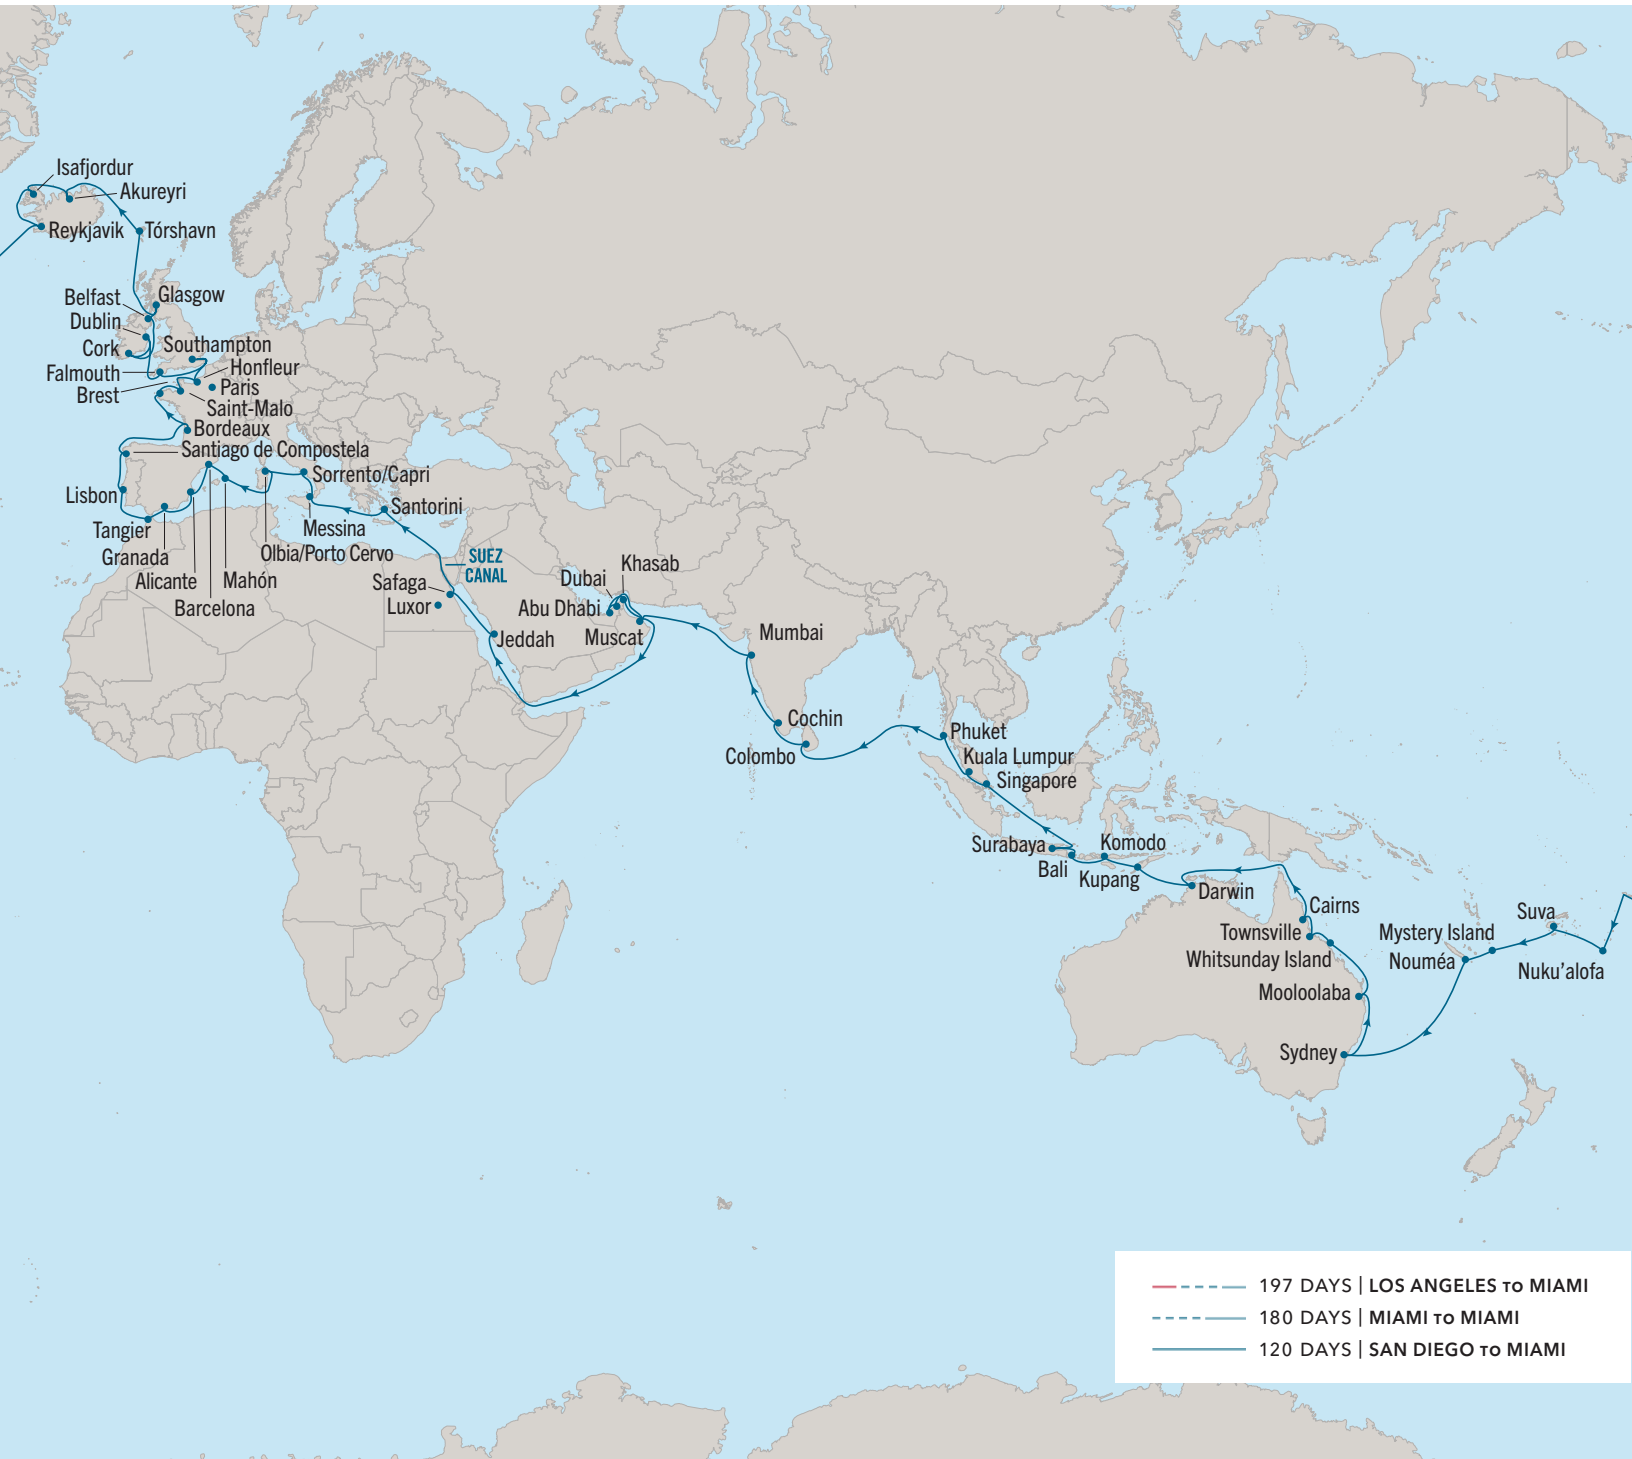 Isafjordur
Akureyri
Reykjavik
Tórshavn
Belfast
Glasgow
Dublin
Cork
Southampton
Falmouth
Honfleur
Brest
Paris
Saint-Malo
Bordeaux
Santiago de Compostela
Lisbon
Sorrento/Capri
Santorini
Tangier
Messina
Granada
Olbia/Porto Cervo
Alicante
Mahón
Barcelona
SUEZ
CANAL
Safaga
Luxor
Khasab
Dubai
Abu Dhabi
Muscat
Jeddah
Mumbai
Cochin
Colombo
Phuket
Kuala Lumpur
Singapore
Surabaya
Komodo
Bali
Kupang
Darwin
Cairns
Townsville
Whitsunday Island
Mooloolaba
Sydney
Suva
Mystery Island
Nouméa
Nuku’alofa
197 DAYS | LOS ANGELES TO MIAMI
180 DAYS | MIAMI TO MIAMI
120 DAYS | SAN DIEGO TO MIAMI